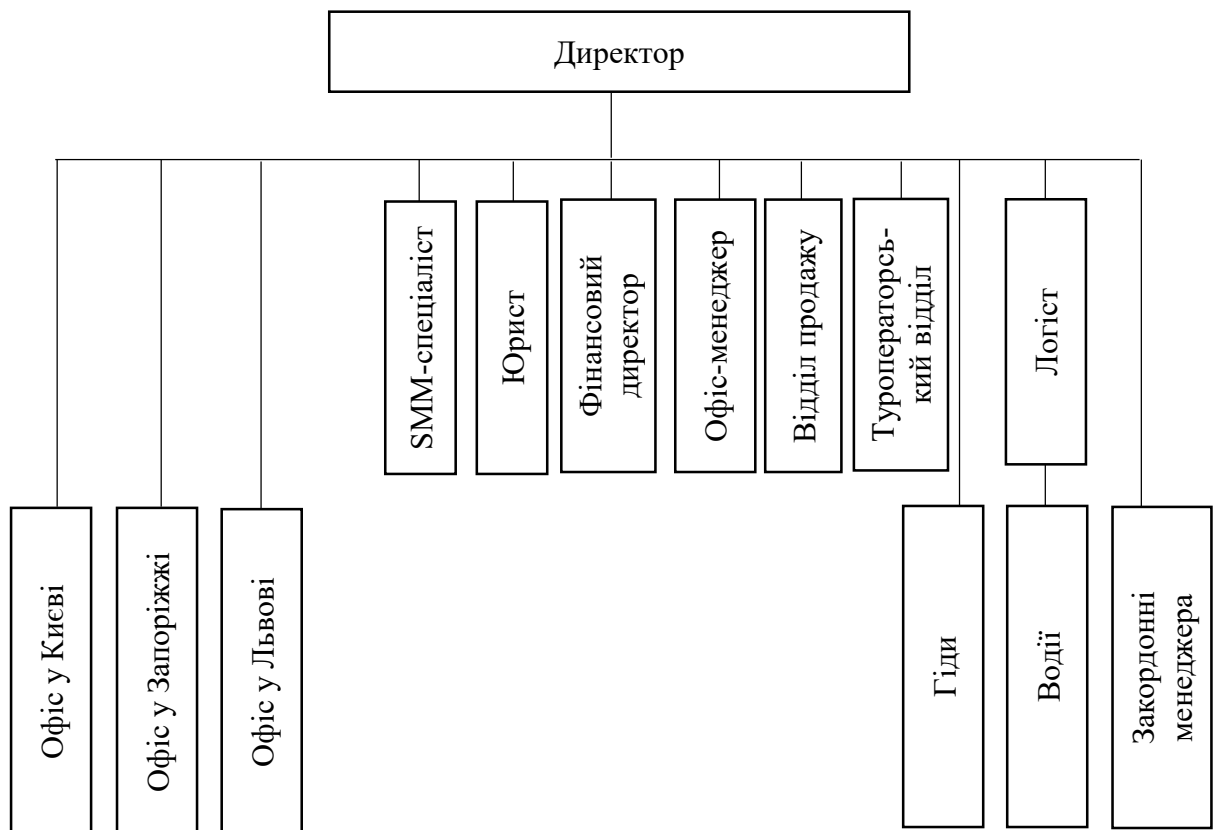 Директор
SMM-спеціаліст
Юрист
Фінансовий
директор
Офіс-менеджер
Відділ продажу
Туроператорсь-
кий відділ
Логіст
Офіс у Києві
Офіс у Запоріжжі
Офіс у Львові
Гіди
Водії
Закордонні
менеджера